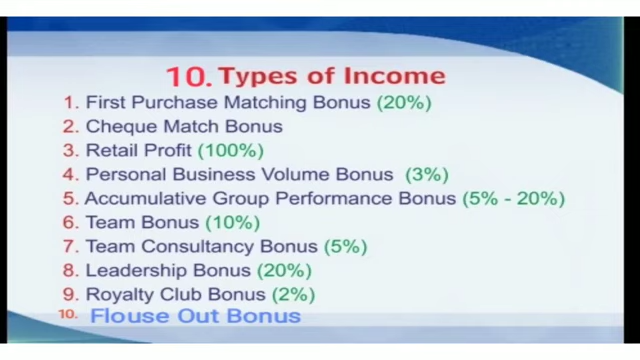 10. Types of Income
1. First Purchase Matching Bonus (20%)
2. Cheque Match Bonus
3. Retail Profit (100%)
4. Personal Business Volume Bonus (3%)
5. Accumulative Group Performance Bonus (5% - 20%)
6. Team Bonus (10%)
7. Team Consultancy Bonus (5%)
8. Leadership Bonus (20%)
9. Royalty Club Bonus (2%)
10. Flouse Out Bonus